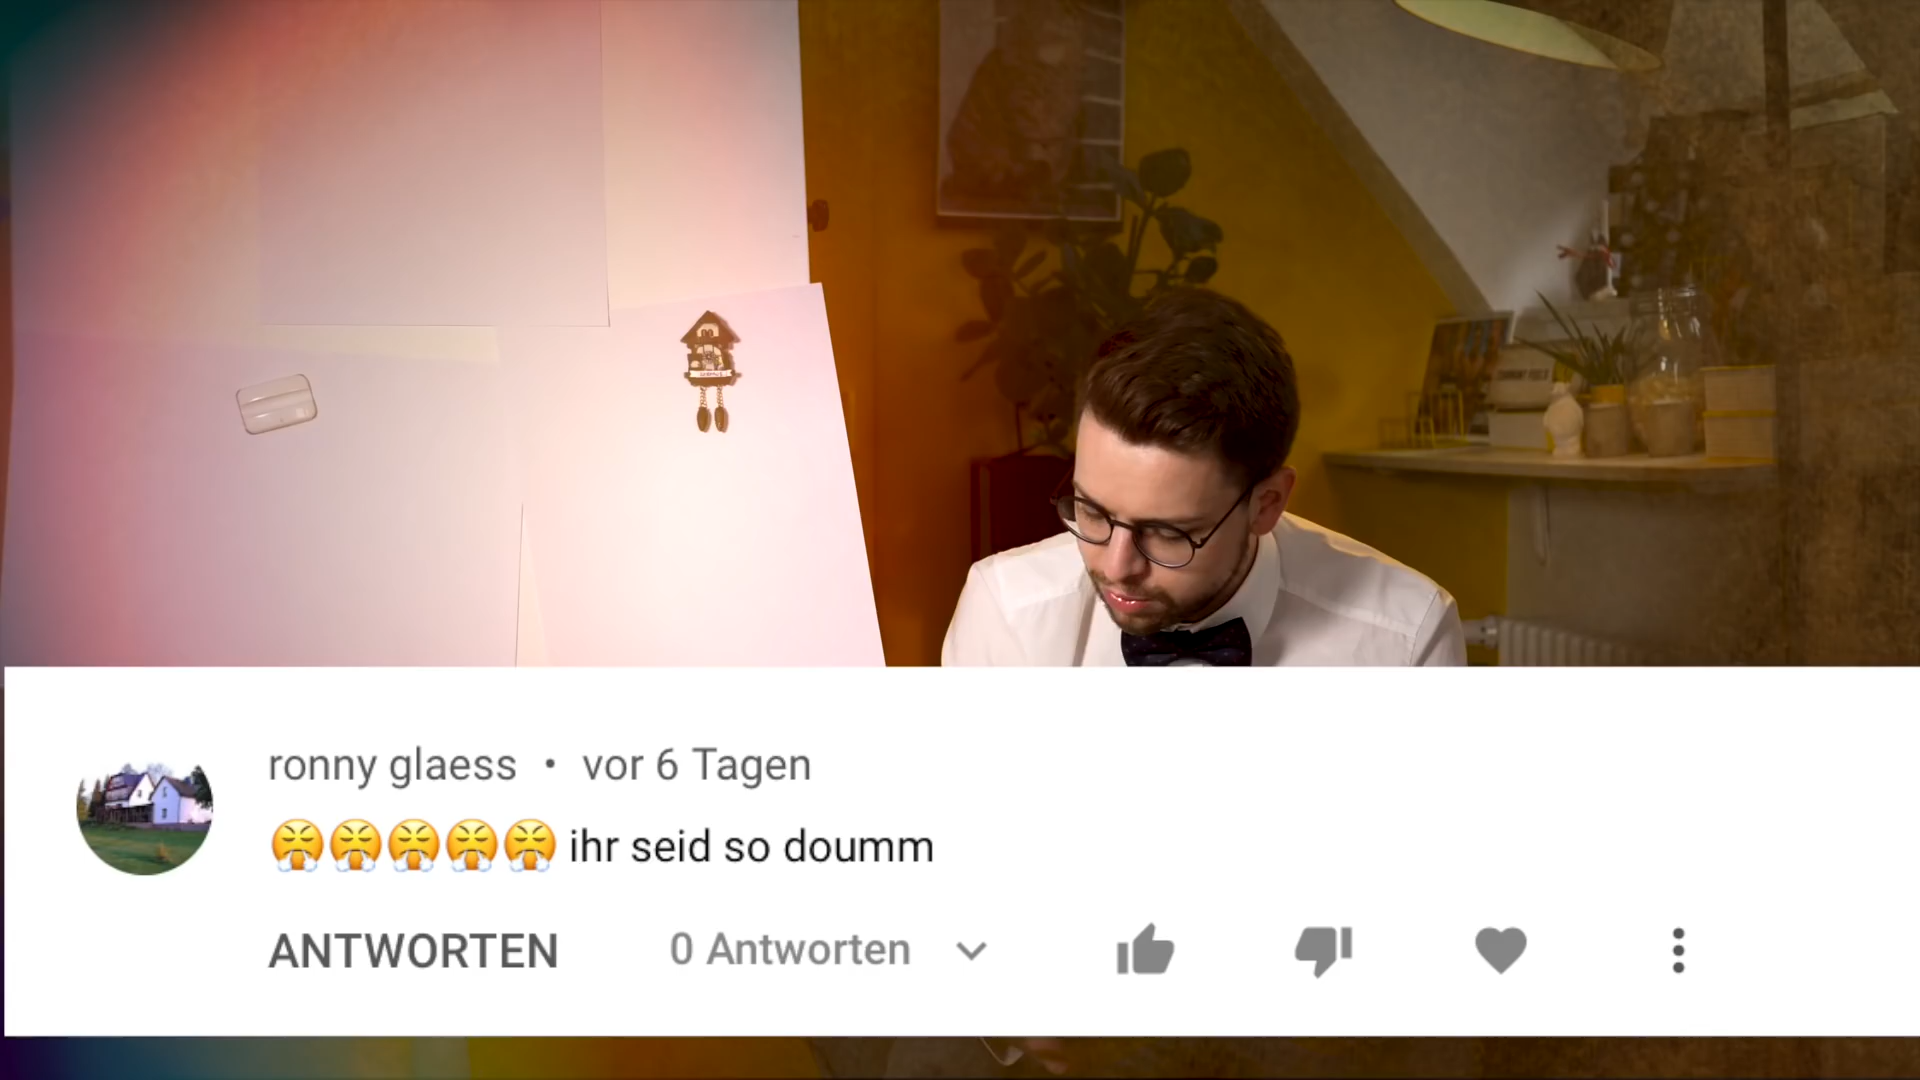 ronny glaess • vor 6 Tagen
😤😤😤😤😤 ihr seid so doumm
ANTWORTEN 0 Antworten